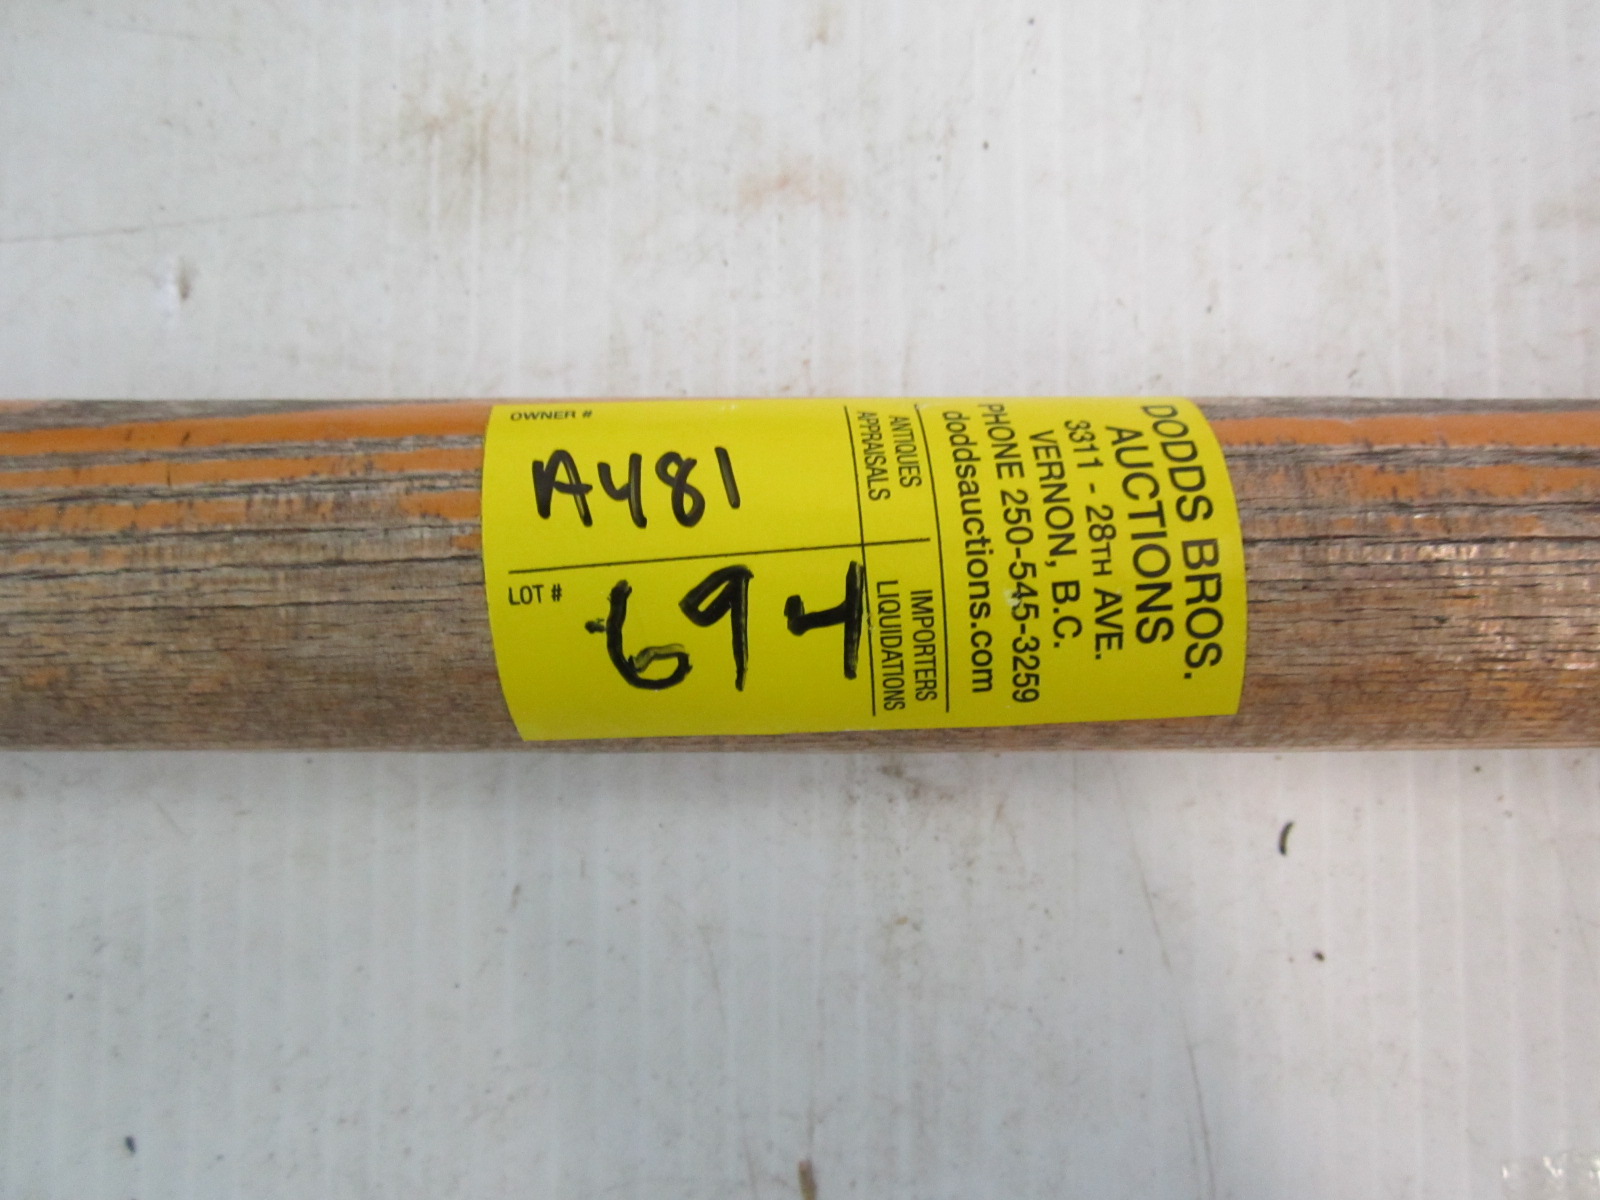 DODDS BROS.
AUCTIONS
3311 - 28TH AVE.
VERNON, B.C.
PHONE 250-545-3259
doddsauctions.com
ANTIQUES IMPORTERS
APPRAISALS LIQUIDATIONS
OWNER #
A481
LOT #